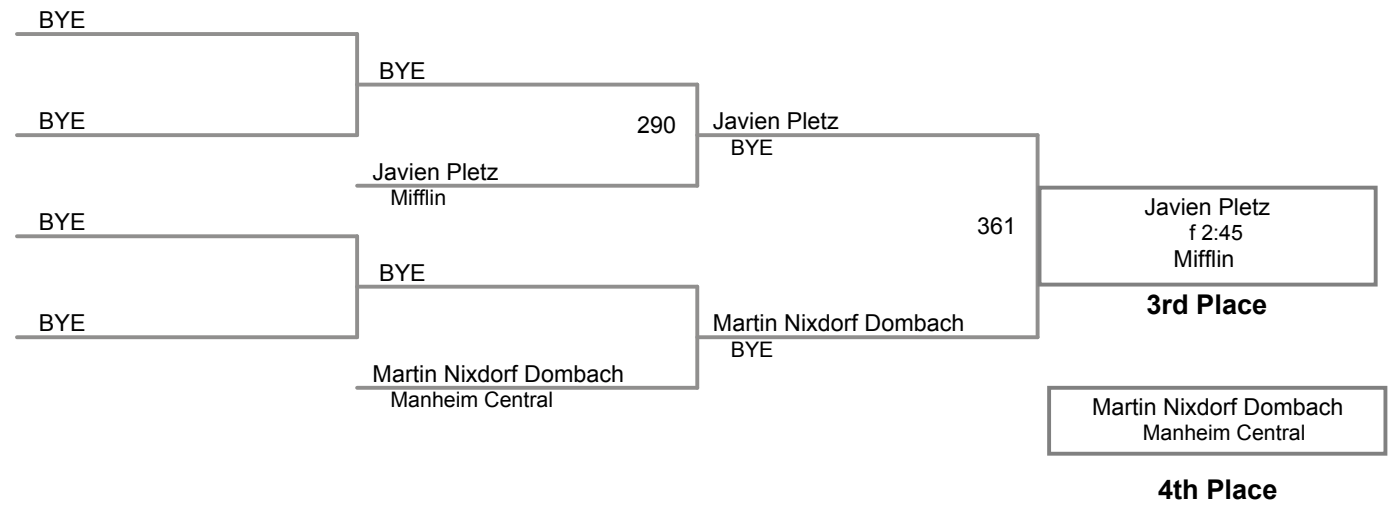 BYE
BYE
BYE
290
Javien Pletz
BYE
Javien Pletz
Mifflin
BYE
361
Javien Pletz
f 2:45
Mifflin
3rd Place
BYE
BYE
Martin Nixdorf Dombach
BYE
Martin Nixdorf Dombach
Manheim Central
Martin Nixdorf Dombach
Manheim Central
4th Place